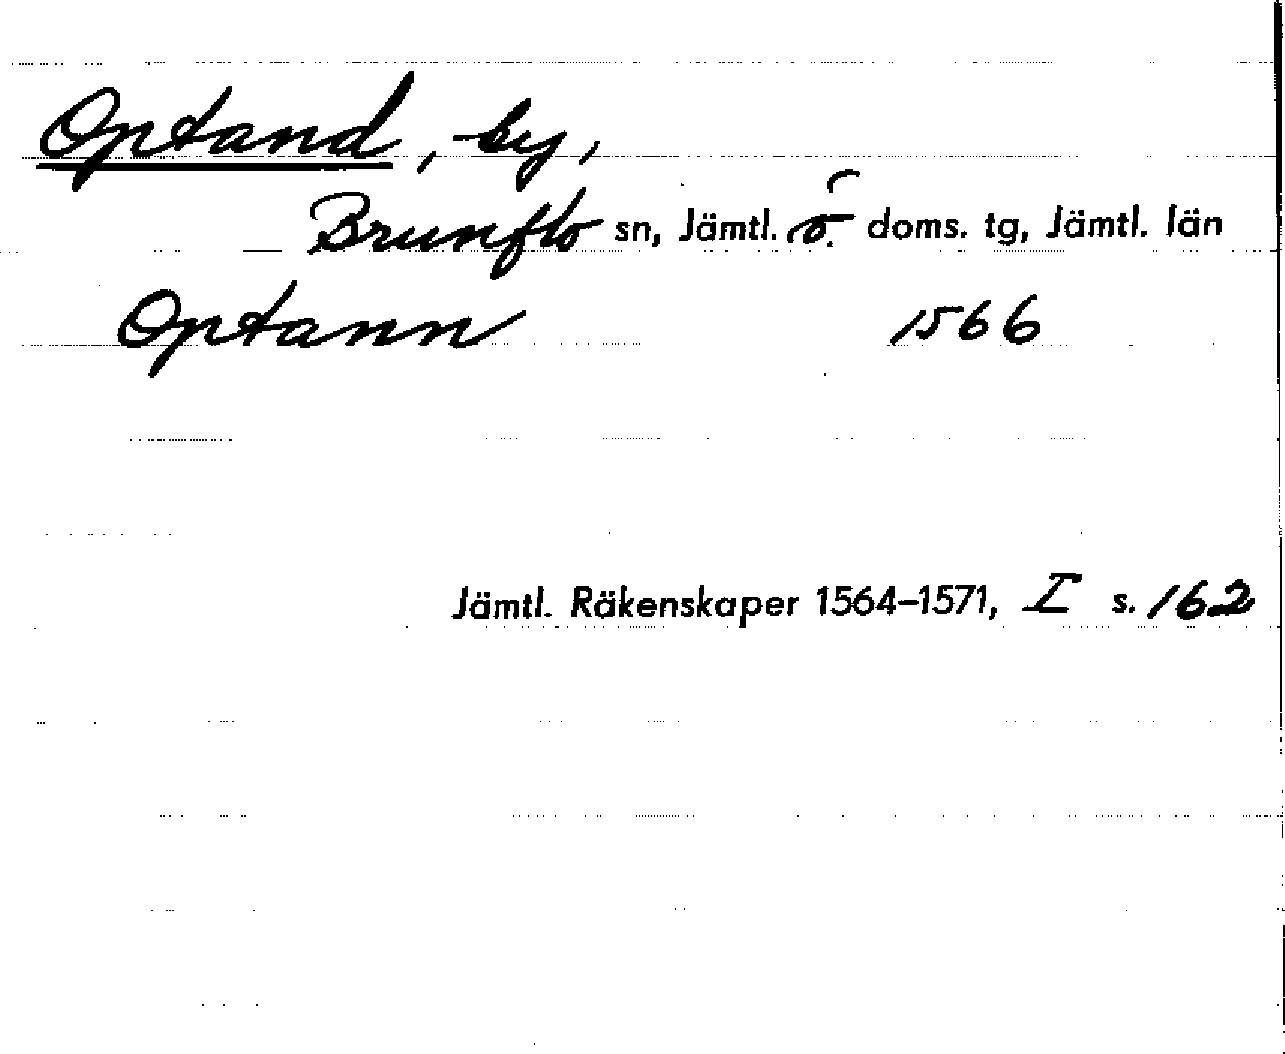 Optand, by,
Brunflo sn, Jämtl. ö. doms. tg, Jämtl. län
Optann 1566
Jämtl. Räkenskaper 1564–1571, I s. 162